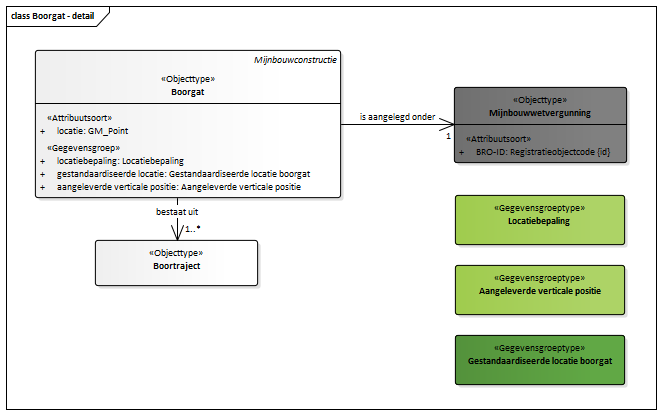 class Boorgat - detail
Mijnbouwconstructie
«Objecttype»
Boorgat
«Attribuutsoort»
+ locatie: GM_Point
«Gegevensgroep»
+ locatiebepaling: Locatiebepaling
+ gestandaardiseerde locatie: Gestandaardiseerde locatie boorgat
+ aangeleverde verticale positie: Aangeleverde verticale positie
is aangelegd onder
1
«Objecttype»
Mijnbouwwetvergunning
«Attribuutsoort»
+ BRO-ID: Registratieobjectcode {id}
bestaat uit
1..*
«Objecttype»
Boortraject
«Gegevensgroeptype»
Locatiebepaling
«Gegevensgroeptype»
Aangeleverde verticale positie
«Gegevensgroeptype»
Gestandaardiseerde locatie boorgat